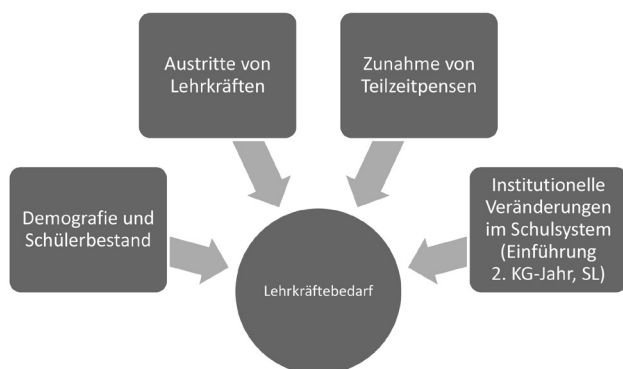 Austritte von
Lehrkräften
Zunahme von
Teilzeitpensen
Demografie und
Schülerbestand
Institutionelle
Veränderungen
im Schulsystem
(Einführung
2. KG-Jahr, SL)
Lehrkräftebedarf